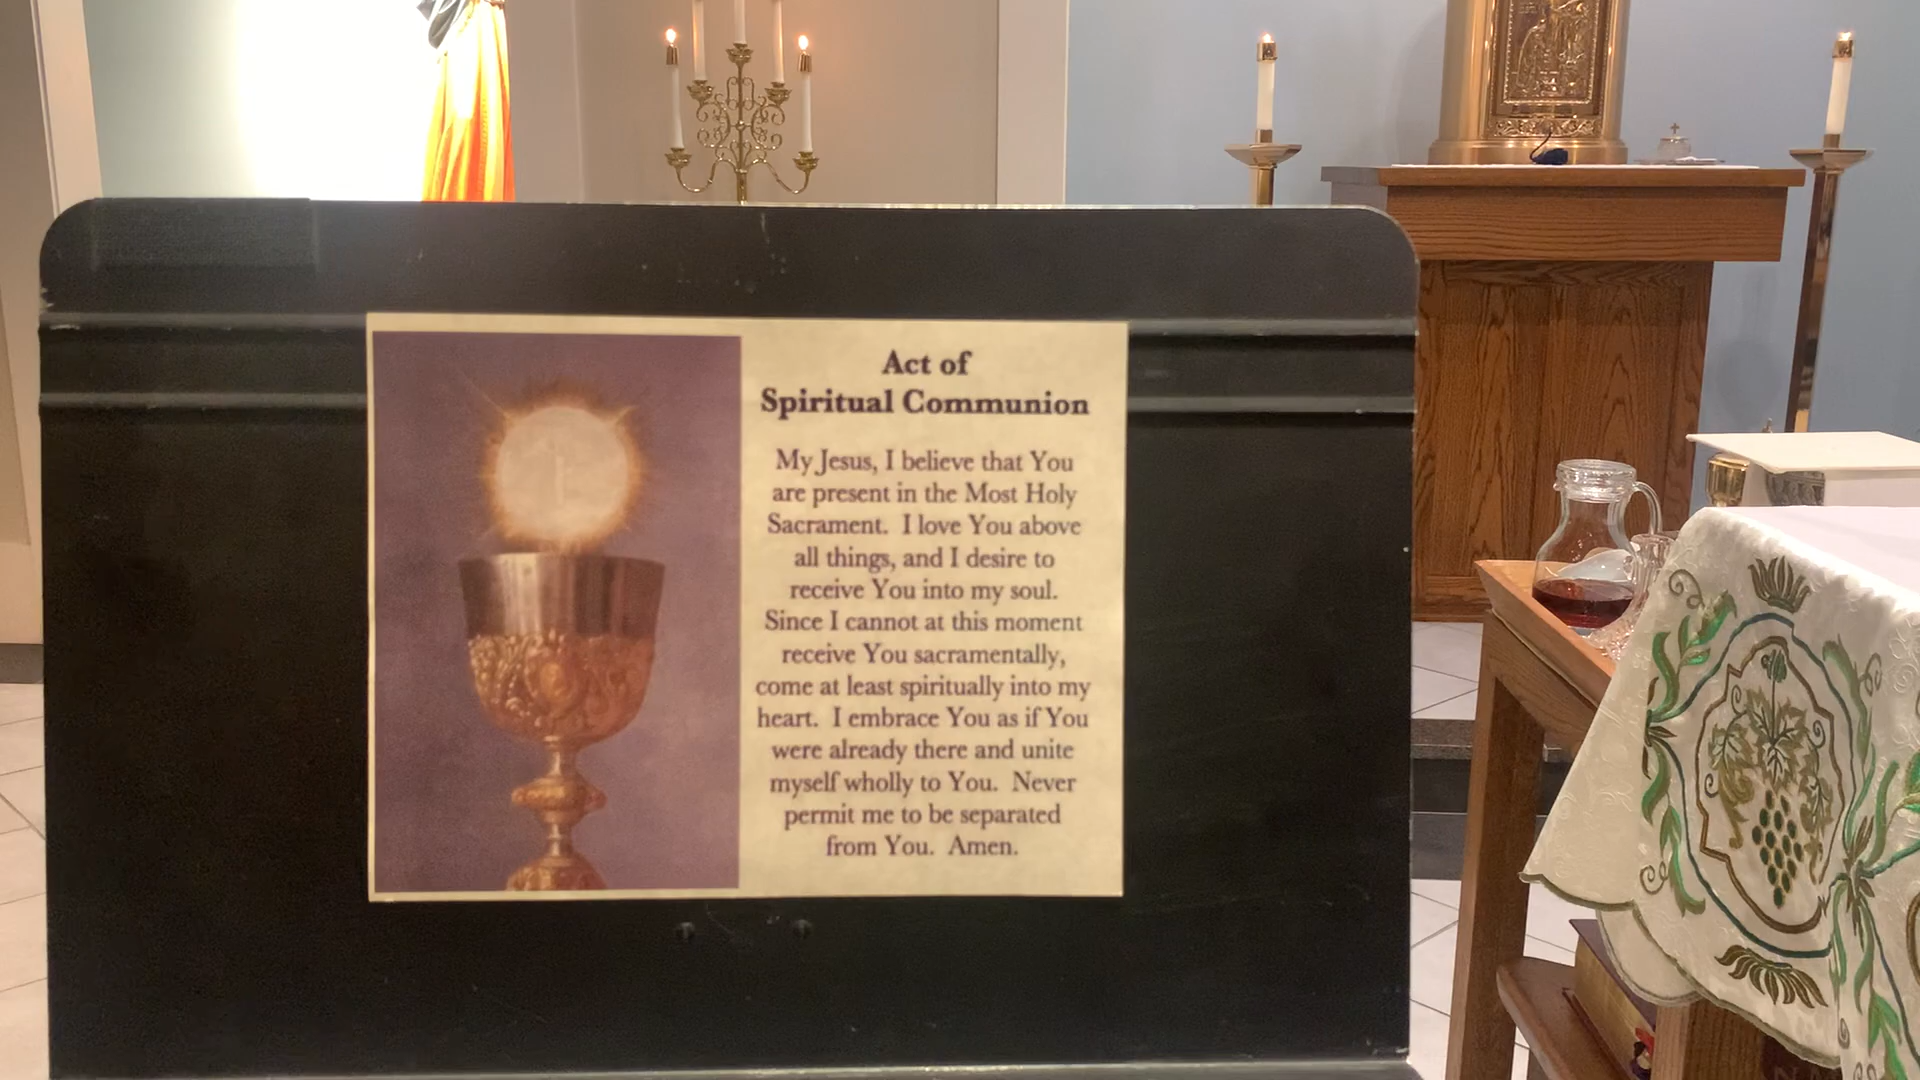 Act of
Spiritual Communion
My Jesus, I believe that You
are present in the Most Holy
Sacrament. I love You above
all things, and I desire to
receive You into my soul.
Since I cannot at this moment
receive You sacramentally,
come at least spiritually into my
heart. I embrace You as if You
were already there and unite
myself wholly to You. Never
permit me to be separated
from You. Amen.